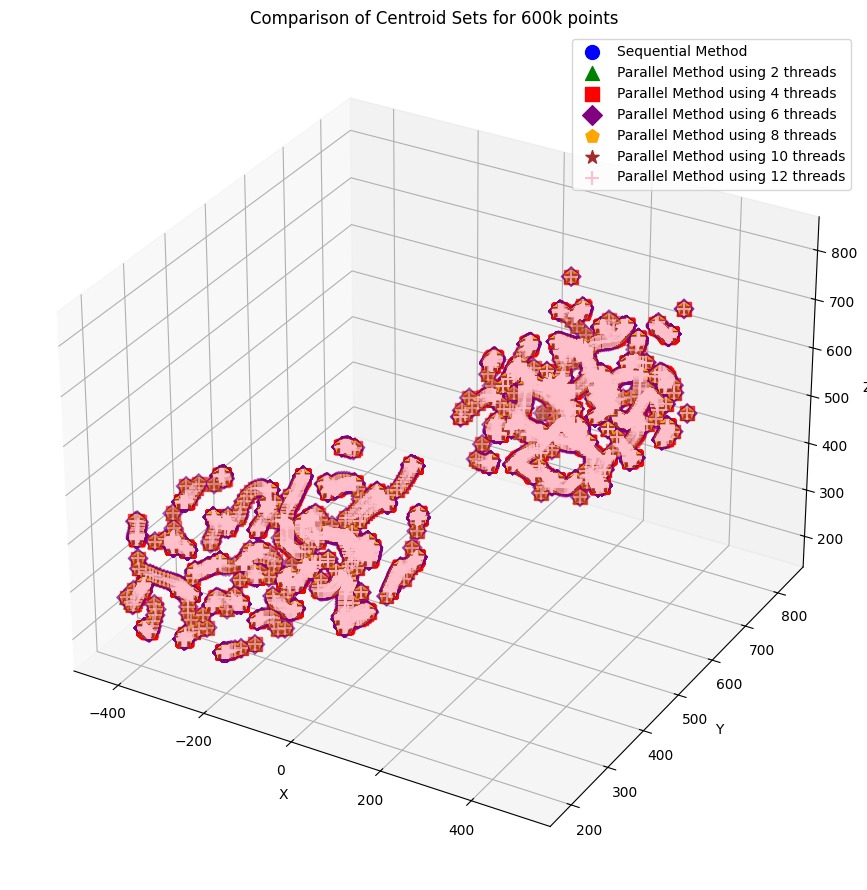 Comparison of Centroid Sets for 600k points
Sequential Method
Parallel Method using 2 threads
Parallel Method using 4 threads
Parallel Method using 6 threads
Parallel Method using 8 threads
Parallel Method using 10 threads
Parallel Method using 12 threads
800
700
600
500
400
300
200
800
700
600
500
400
300
200
Y
−400
−200
0
200
400
X